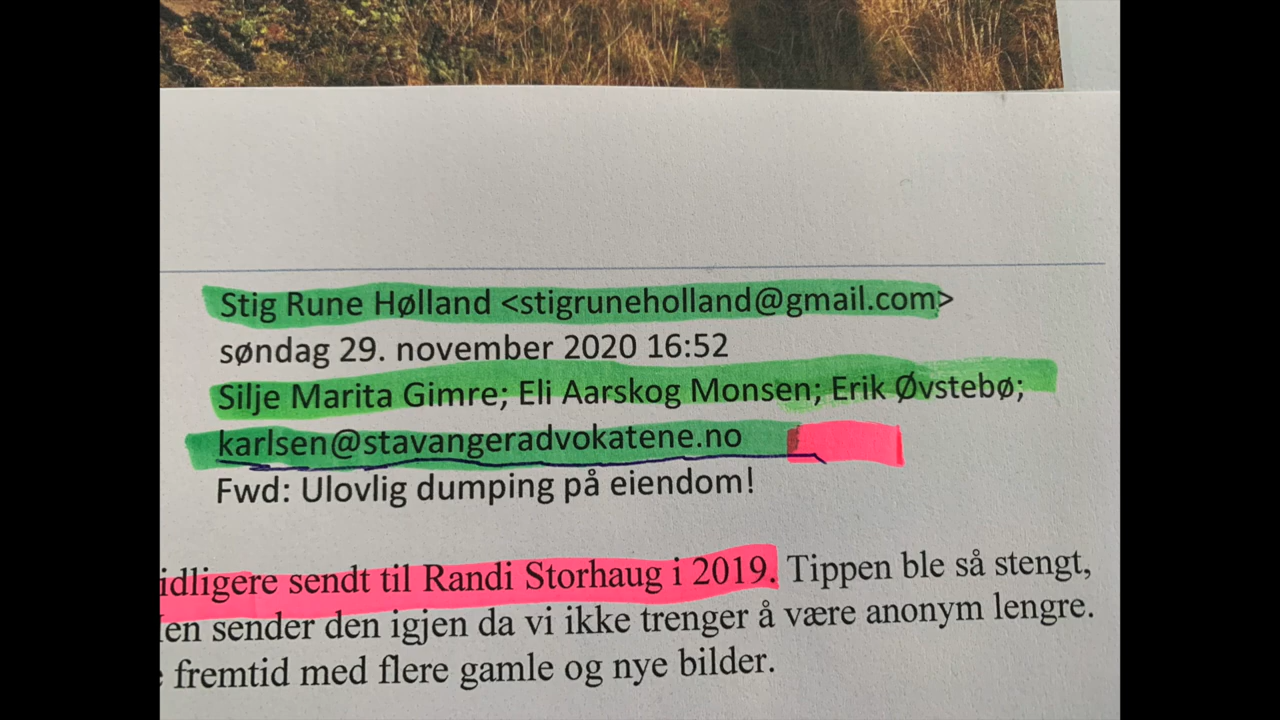 Stig Rune Hølland <stigruneholland@gmail.com>
søndag 29. november 2020 16:52
Silje Marita Gimre; Eli Aarskog Monsen; Erik Øvstebø;
karlsen@stavangeradvokatene.no
Fwd: Ulovlig dumping på eiendom!
idligere sendt til Randi Storhaug i 2019. Tippen ble så stengt,
en sender den igjen da vi ikke trenger å være anonym lengre.
fremtid med flere gamle og nye bilder.